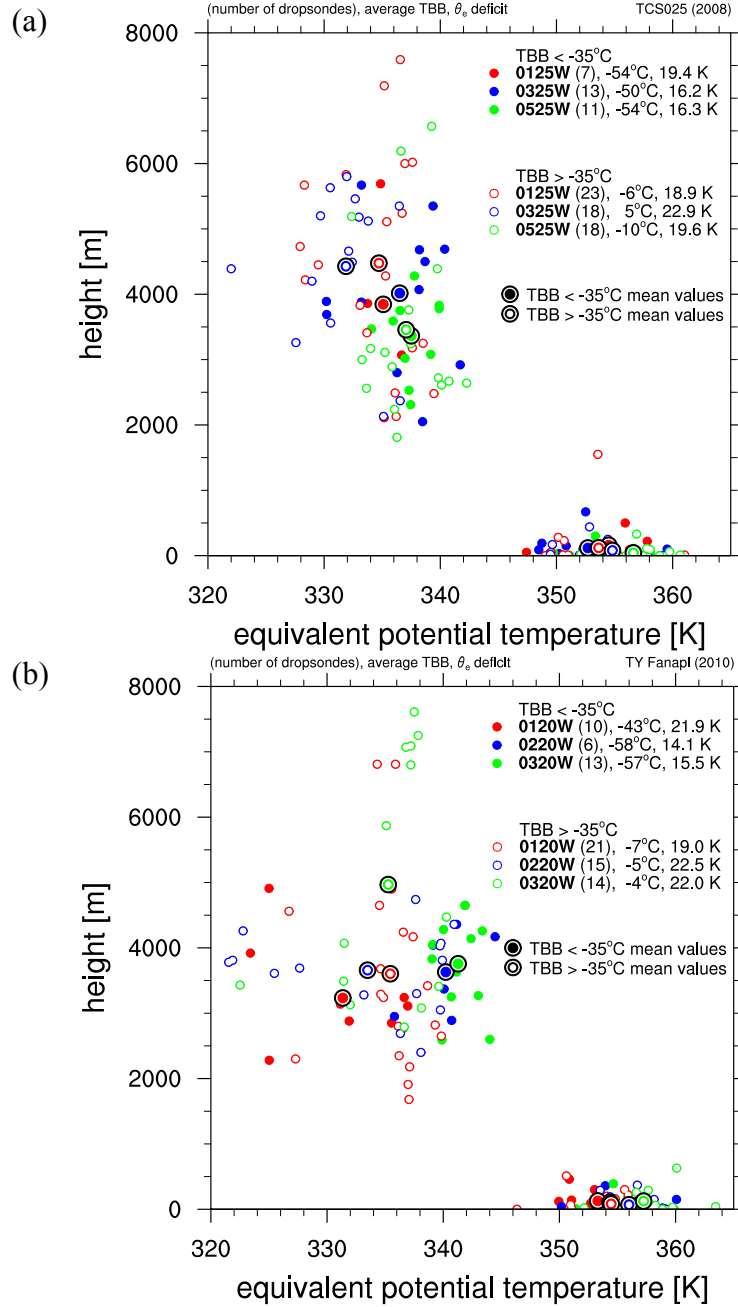 (a)
(number of dropsondes), average TBB, θe deficit
TCS025 (2008)
8000
6000
4000
2000
0
height [m]
TBB < -35°C
0125W (7), -54°C, 19.4 K
0325W (13), -50°C, 16.2 K
0525W (11), -54°C, 16.3 K
TBB > -35°C
0125W (23), -6°C, 18.9 K
0325W (18), 5°C, 22.9 K
0525W (18), -10°C, 19.6 K
TBB < -35°C mean values
TBB > -35°C mean values
320 330 340 350 360
equivalent potential temperature [K]
(b)
(number of dropsondes), average TBB, θe deficit
TY FanapI (2010)
8000
6000
4000
2000
0
height [m]
TBB < -35°C
0120W (10), -43°C, 21.9 K
0220W (6), -58°C, 14.1 K
0320W (13), -57°C, 15.5 K
TBB > -35°C
0120W (21), -7°C, 19.0 K
0220W (15), -5°C, 22.5 K
0320W (14), -4°C, 22.0 K
TBB < -35°C mean values
TBB > -35°C mean values
320 330 340 350 360
equivalent potential temperature [K]